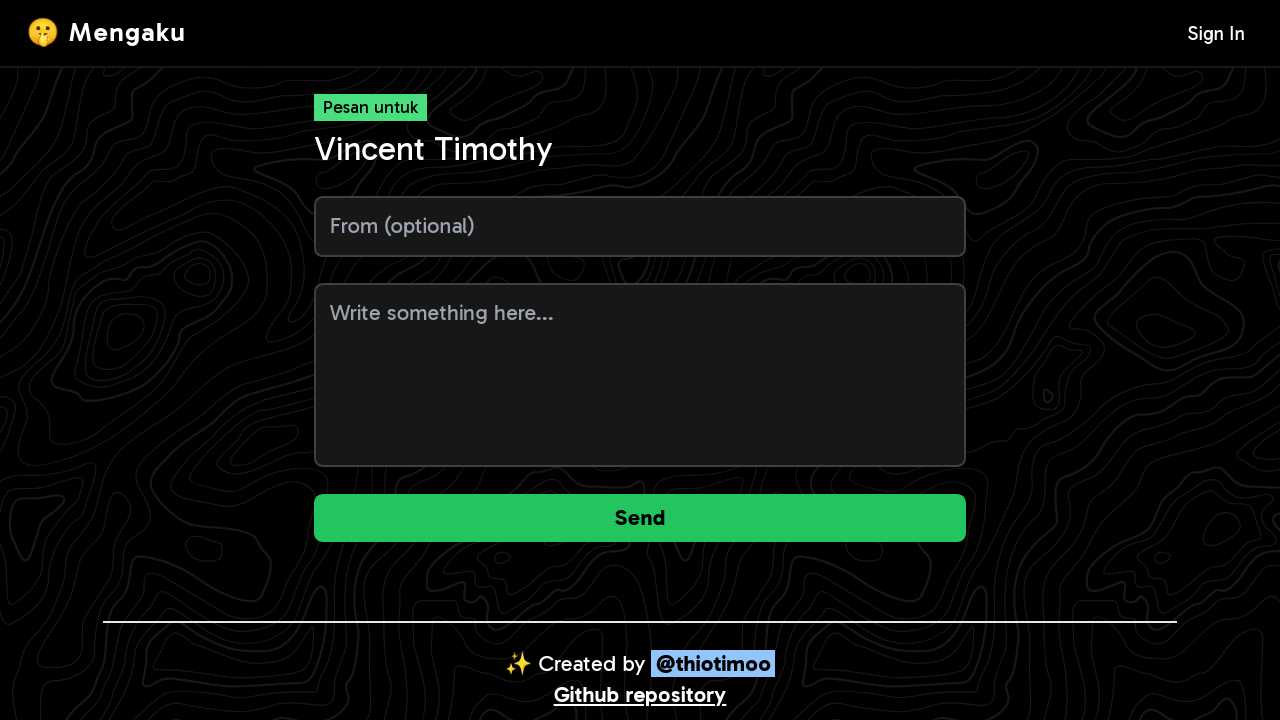 🤫 Mengaku
Sign In
Pesan untuk
Vincent Timothy
From (optional)
Write something here...
Send
✨ Created by @thiotimoo
Github repository